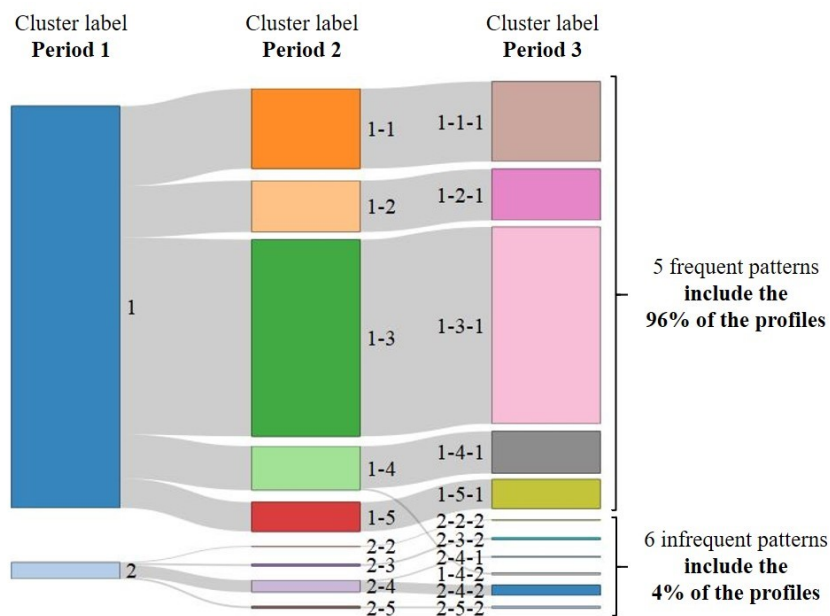 Cluster label
Period 1
Cluster label
Period 2
Cluster label
Period 3
1
2
1-1
1-2
1-3
1-4
1-5
2-2
2-3
2-4
2-5
1-1-1
1-2-1
1-3-1
1-4-1
1-5-1
2-2-2
2-3-2
2-4-1
1-4-2
2-4-2
2-5-2
5 frequent patterns
include the
96% of the profiles
6 infrequent patterns
include the
4% of the profiles